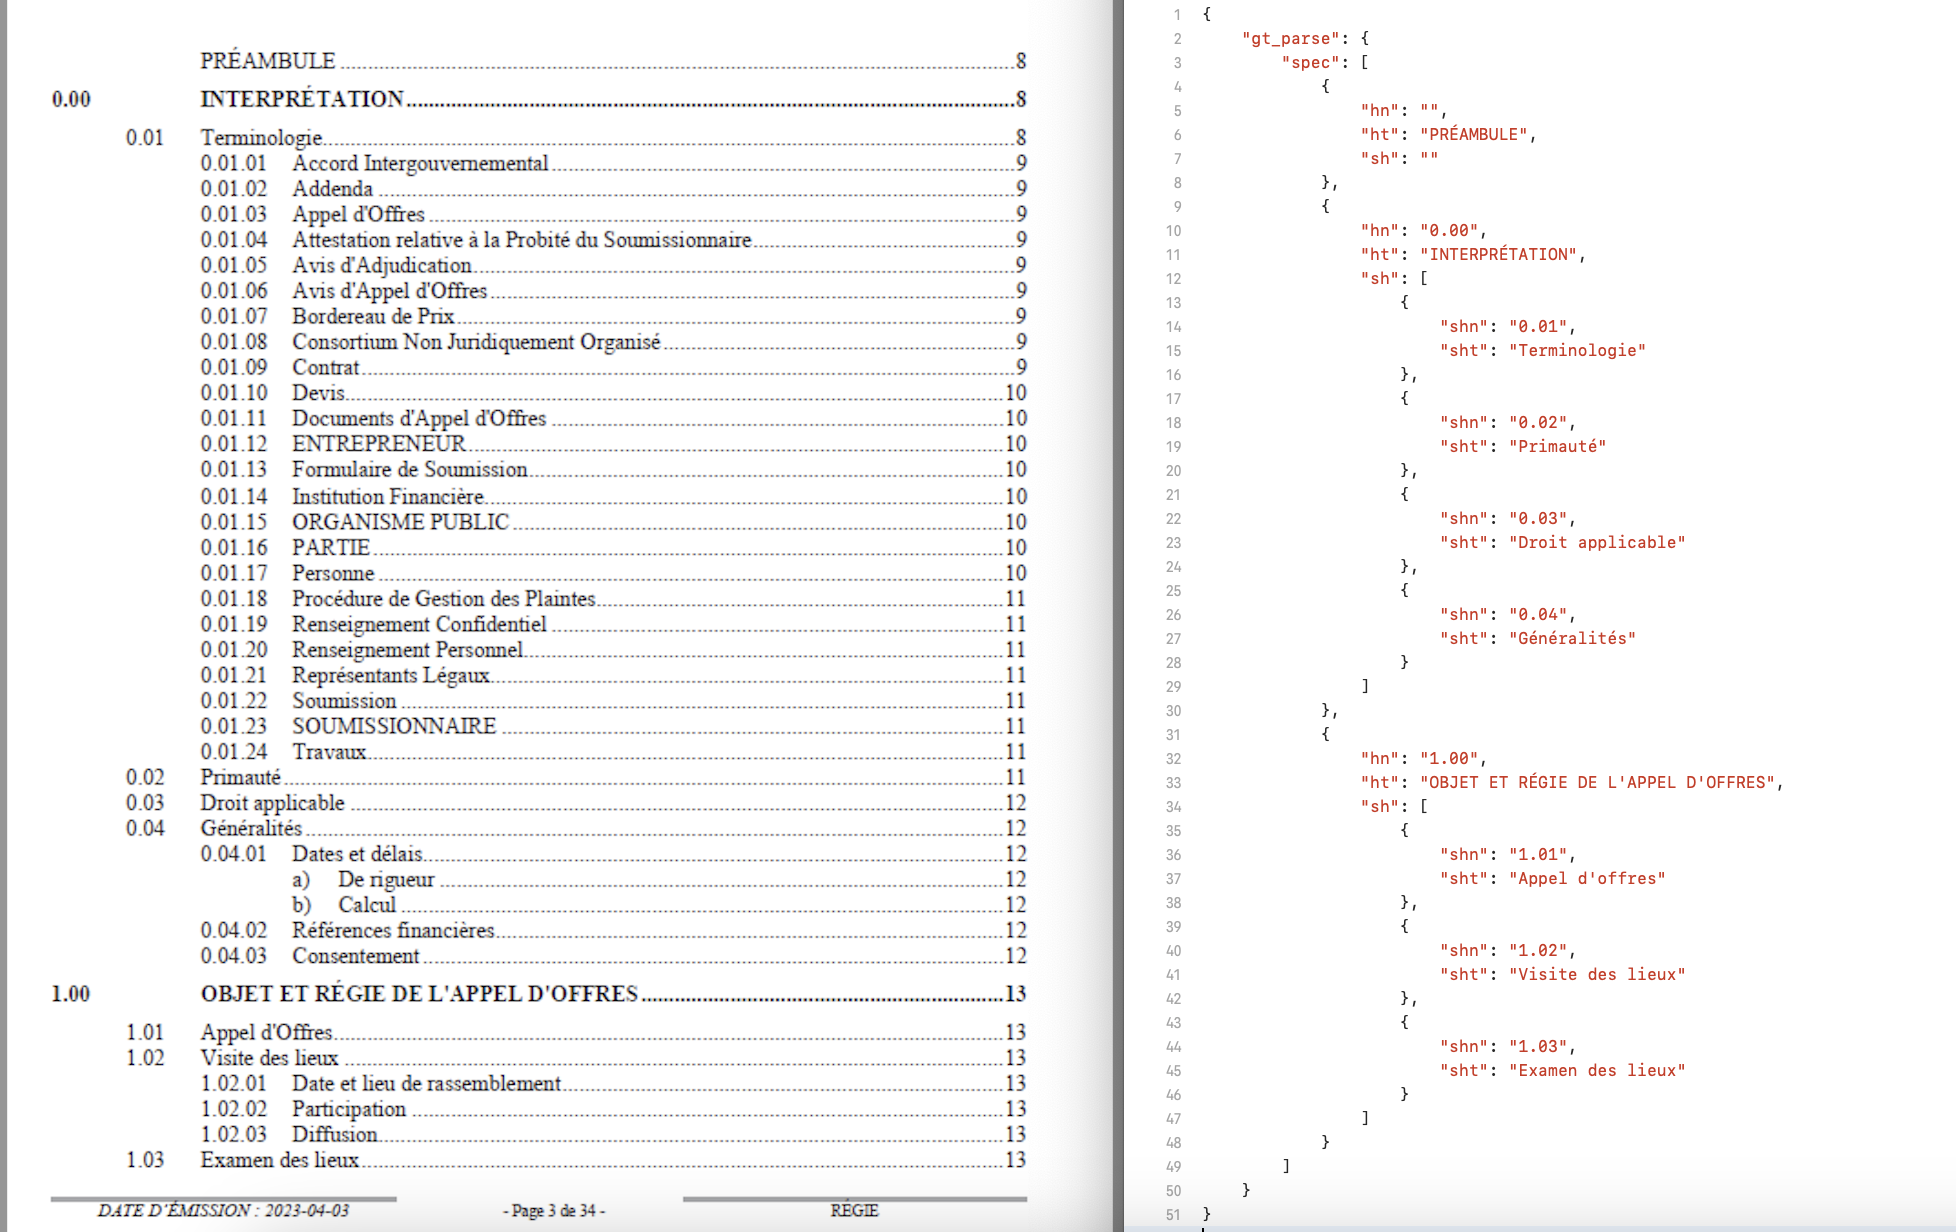 PRÉAMBULE ........ 8
0.00 INTERPRÉTATION ........ 8
0.01 Terminologie ........ 8
0.01.01 Accord Intergouvernemental ........ 9
0.01.02 Addenda ........ 9
0.01.03 Appel d'Offres ........ 9
0.01.04 Attestation relative à la Probité du Soumissionnaire ........ 9
0.01.05 Avis d'Adjudication ........ 9
0.01.06 Avis d'Appel d'Offres ........ 9
0.01.07 Bordereau de Prix ........ 9
0.01.08 Consortium Non Juridiquement Organisé ........ 9
0.01.09 Contrat ........ 9
0.01.10 Devis ........ 10
0.01.11 Documents d'Appel d'Offres ........ 10
0.01.12 ENTREPRENEUR ........ 10
0.01.13 Formulaire de Soumission ........ 10
0.01.14 Institution Financière ........ 10
0.01.15 ORGANISME PUBLIC ........ 10
0.01.16 PARTIE ........ 10
0.01.17 Personne ........ 10
0.01.18 Procédure de Gestion des Plaintes ........ 11
0.01.19 Renseignement Confidentiel ........ 11
0.01.20 Renseignement Personnel ........ 11
0.01.21 Représentants Légaux ........ 11
0.01.22 Soumission ........ 11
0.01.23 SOUMISSIONNAIRE ........ 11
0.01.24 Travaux ........ 11
0.02 Primauté ........ 11
0.03 Droit applicable ........ 12
0.04 Généralités ........ 12
0.04.01 Dates et délais ........ 12
a) De rigueur ........ 12
b) Calcul ........ 12
0.04.02 Références financières ........ 12
0.04.03 Consentement ........ 12
1.00 OBJET ET RÉGIE DE L'APPEL D'OFFRES ........ 13
1.01 Appel d'Offres ........ 13
1.02 Visite des lieux ........ 13
1.02.01 Date et lieu de rassemblement ........ 13
1.02.02 Participation ........ 13
1.02.03 Diffusion ........ 13
1.03 Examen des lieux ........ 13
DATE D'ÉMISSION : 2023-04-03 - Page 3 de 34 - RÉGIE
1 {
2 "gt_parse": {
3 "spec": [
4 {
5 "hn": "",
6 "ht": "PRÉAMBULE",
7 "sh": ""
8 },
9 {
10 "hn": "0.00",
11 "ht": "INTERPRÉTATION",
12 "sh": [
13 {
14 "shn": "0.01",
15 "sht": "Terminologie"
16 },
17 {
18 "shn": "0.02",
19 "sht": "Primauté"
20 },
21 {
22 "shn": "0.03",
23 "sht": "Droit applicable"
24 },
25 {
26 "shn": "0.04",
27 "sht": "Généralités"
28 }
29 ]
30 },
31 {
32 "hn": "1.00",
33 "ht": "OBJET ET RÉGIE DE L'APPEL D'OFFRES",
34 "sh": [
35 {
36 "shn": "1.01",
37 "sht": "Appel d'offres"
38 },
39 {
40 "shn": "1.02",
41 "sht": "Visite des lieux"
42 },
43 {
44 "shn": "1.03",
45 "sht": "Examen des lieux"
46 }
47 ]
48 }
49 ]
50 }
51 }